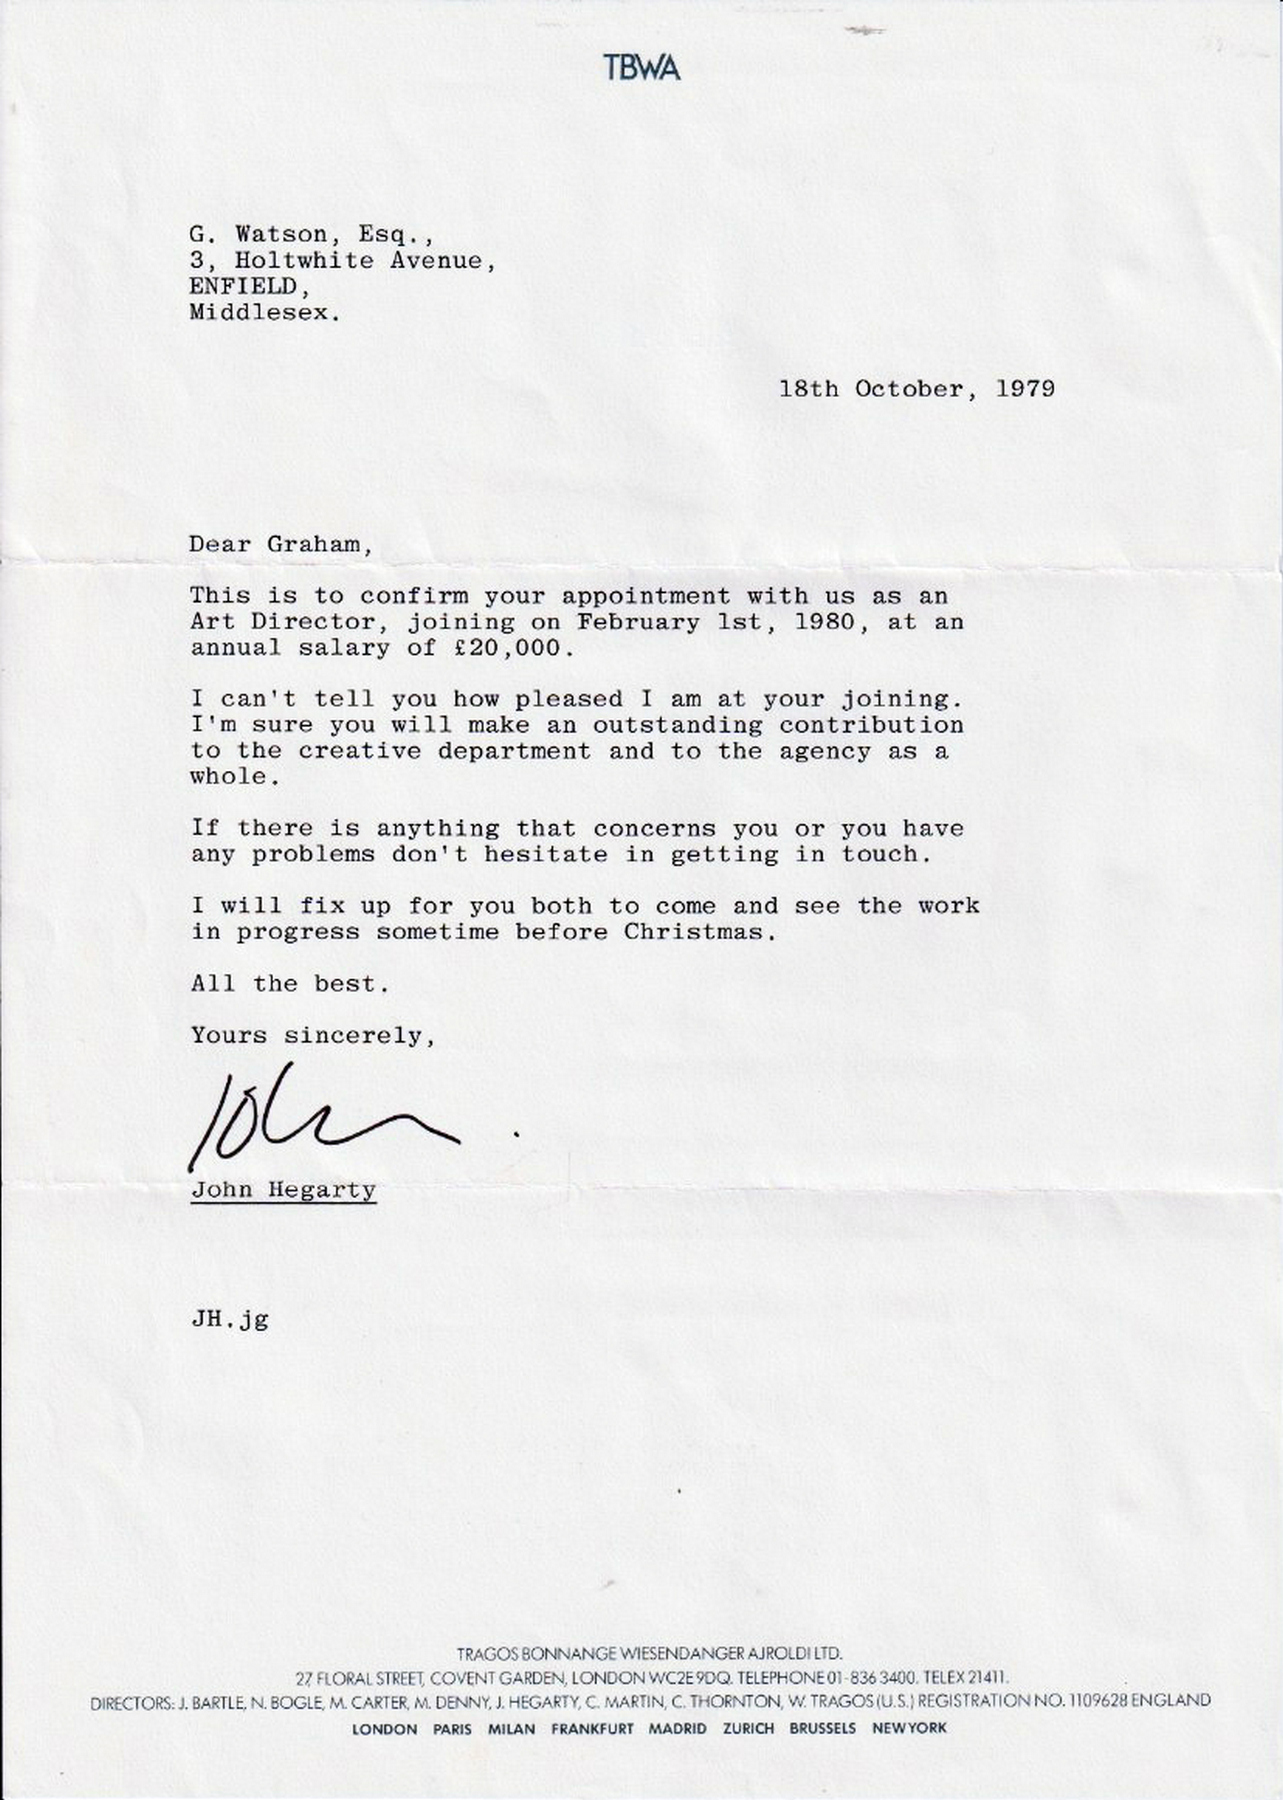 TBWA
G. Watson, Esq.,
3, Holtwhite Avenue,
ENFIELD,
Middlesex.
18th October, 1979
Dear Graham,
This is to confirm your appointment with us as an
Art Director, joining on February 1st, 1980, at an
annual salary of £20,000.
I can't tell you how pleased I am at your joining.
I'm sure you will make an outstanding contribution
to the creative department and to the agency as a
whole.
If there is anything that concerns you or you have
any problems don't hesitate in getting in touch.
I will fix up for you both to come and see the work
in progress sometime before Christmas.
All the best.
Yours sincerely,
John
John Hegarty
JH.jg
TRAGOS BONNANGE WIESENDANGER AJROLDI LTD.
27, FLORAL STREET, COVENT GARDEN, LONDON WC2E 9DQ. TELEPHONE 01-836 3400. TELEX 21411.
DIRECTORS: J. BARTLE, N. BOGLE, M. CARTER, M. DENNY, J. HEGARTY, C. MARTIN, C. THORNTON, W. TRAGOS (U.S.) REGISTRATION NO. 1109628 ENGLAND
LONDON PARIS MILAN FRANKFURT MADRID ZURICH BRUSSELS NEW YORK